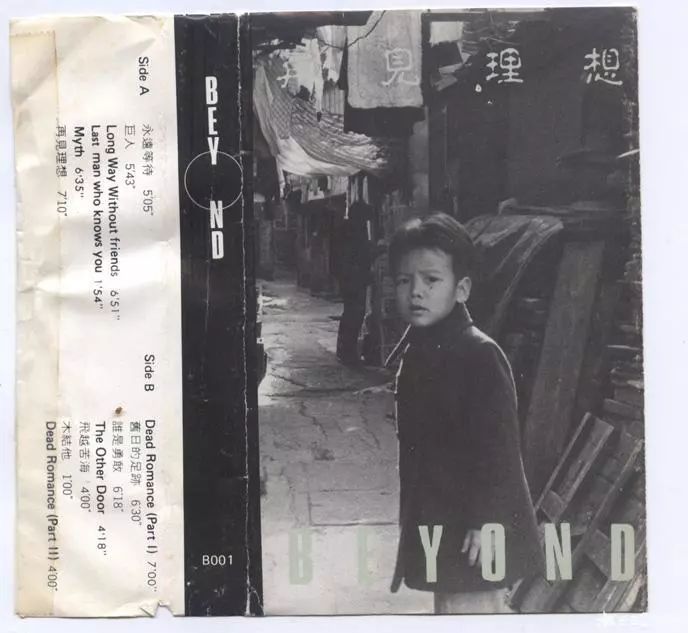 Side A
永遠等待 5'05"
巨人 5'43"
Long Way Without friends 6'51"
Last man who knows you 1'54"
Myth 6'35"
再見理想 7'10"
Side B
Dead Romance (Part I) 7'00"
舊日的足跡 6'30"
誰是勇敢 6'18"
The Other Door 4'18"
飛越苦海 4'00"
木結他 1'00"
Dead Romance (Part II) 4'00"
BEYOND
B001
再見理想
BEYOND